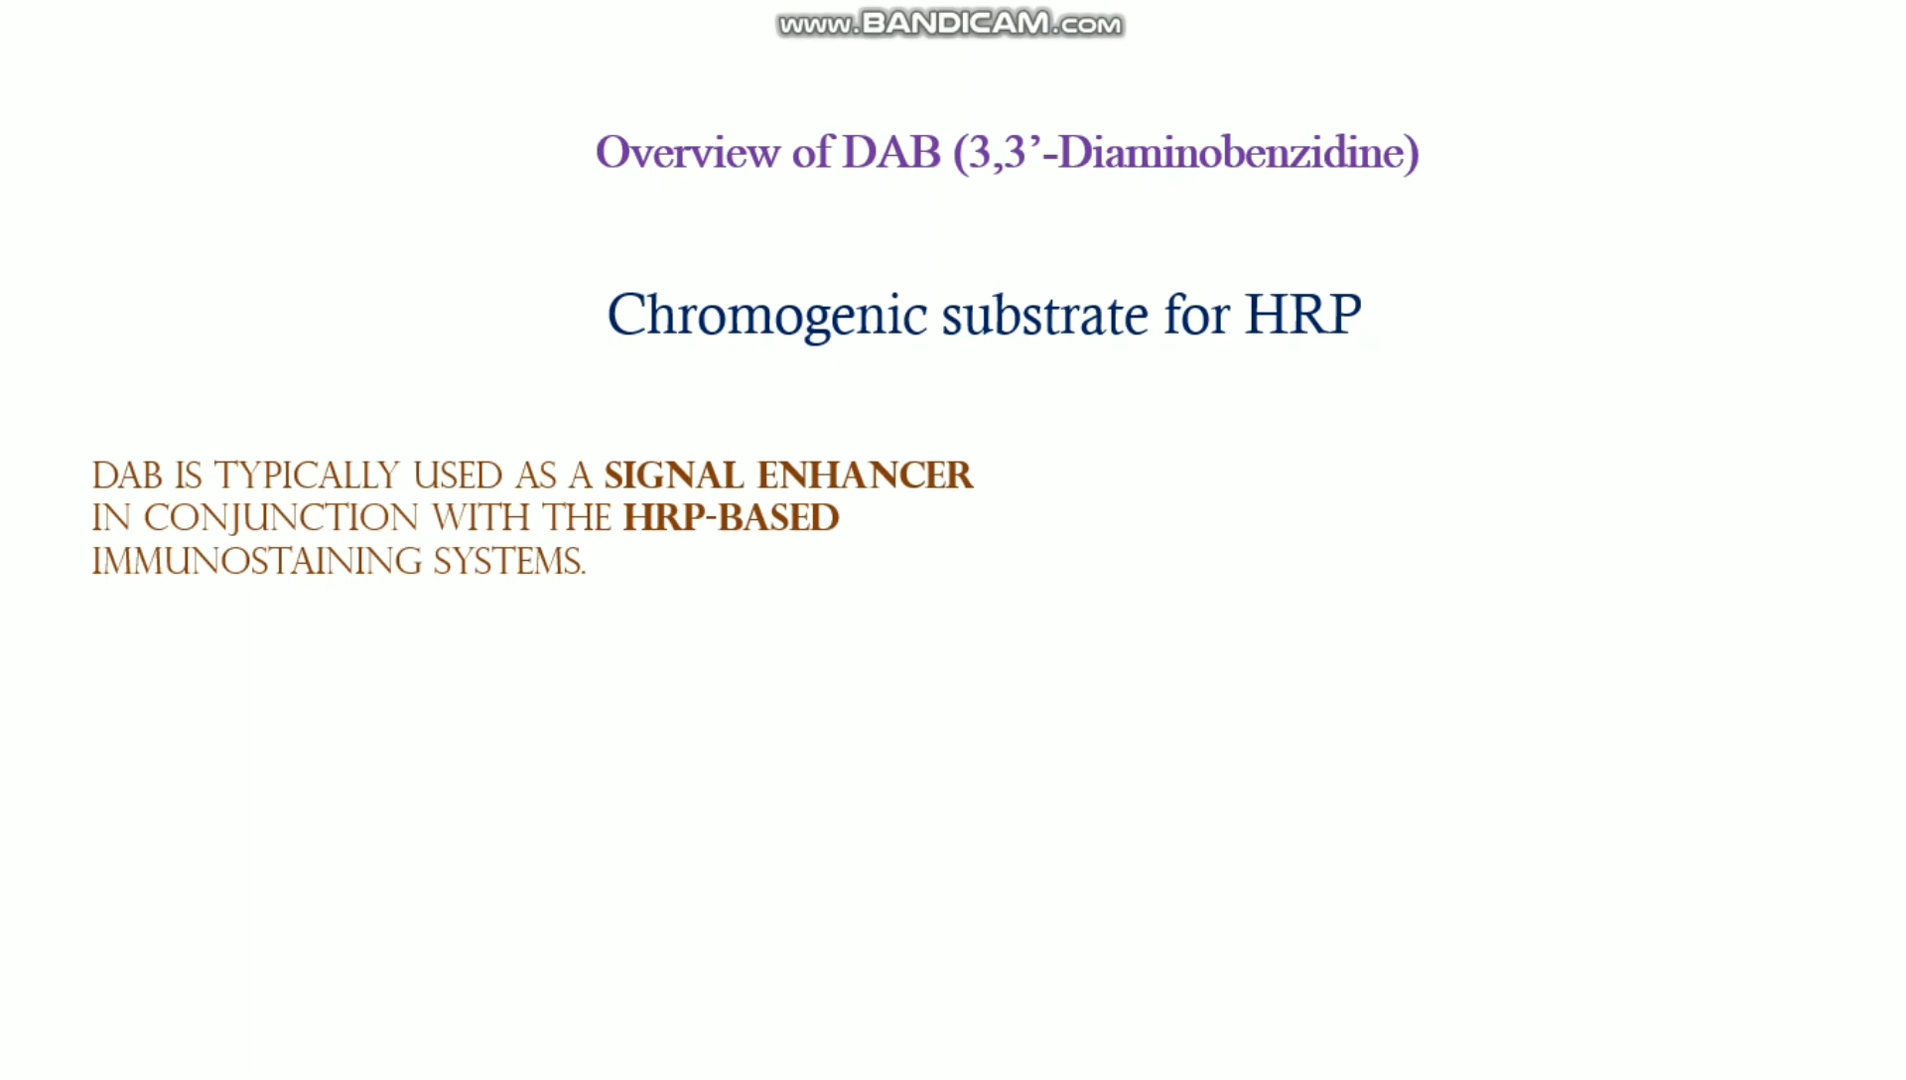 www.BANDICAM.com
Overview of DAB (3,3’-Diaminobenzidine)
Chromogenic substrate for HRP
DAB IS TYPICALLY USED AS A SIGNAL ENHANCER
IN CONJUNCTION WITH THE HRP-BASED
IMMUNOSTAINING SYSTEMS.